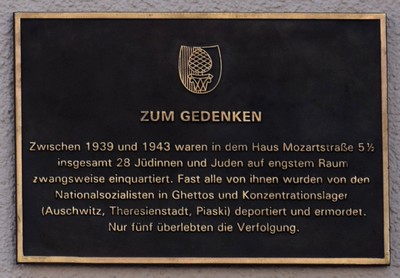 ZUM GEDENKEN
Zwischen 1939 und 1943 waren in dem Haus Mozartstraße 5 ½
insgesamt 28 Jüdinnen und Juden auf engstem Raum
zwangsweise einquartiert. Fast alle von ihnen wurden von den
Nationalsozialisten in Ghettos und Konzentrationslager
(Auschwitz, Theresienstadt, Piaski) deportiert und ermordet.
Nur fünf überlebten die Verfolgung.